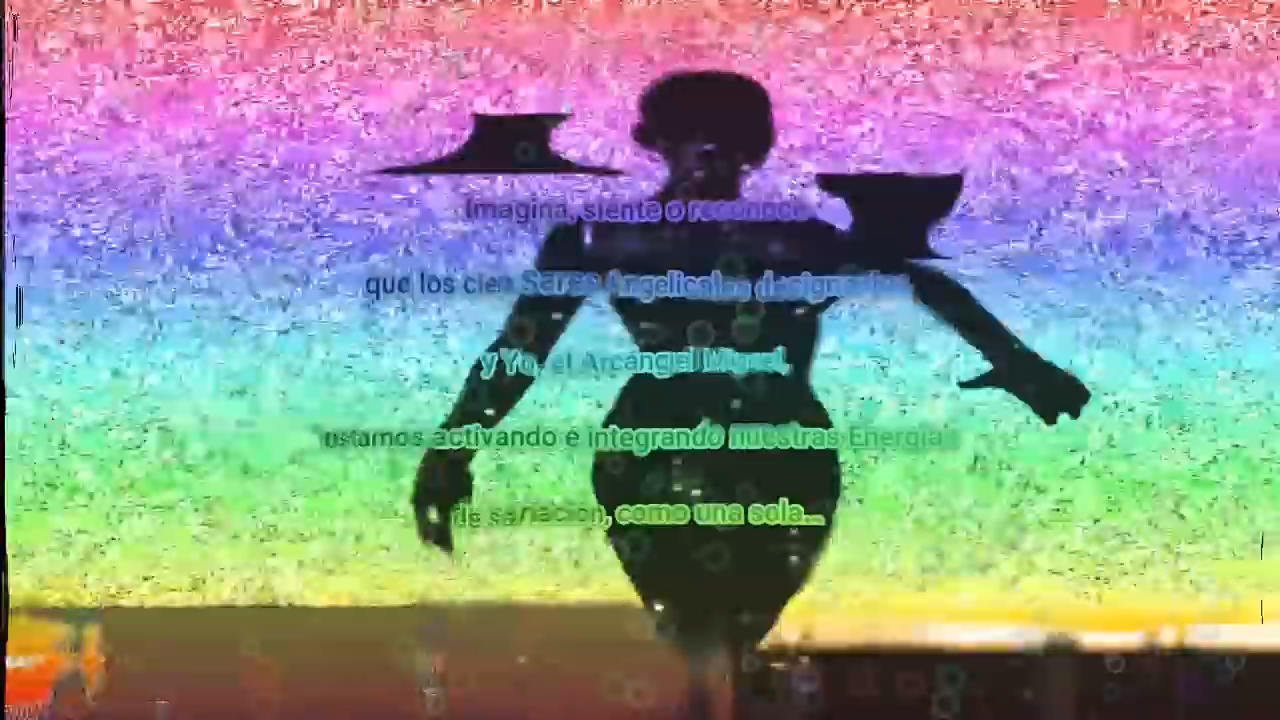 Imagina, siente o reconoce
que los cien Seres Angelicales designados
y Yo, el Arcángel Miguel,
estamos activando e integrando nuestras Energías
de sanación, como una sola...